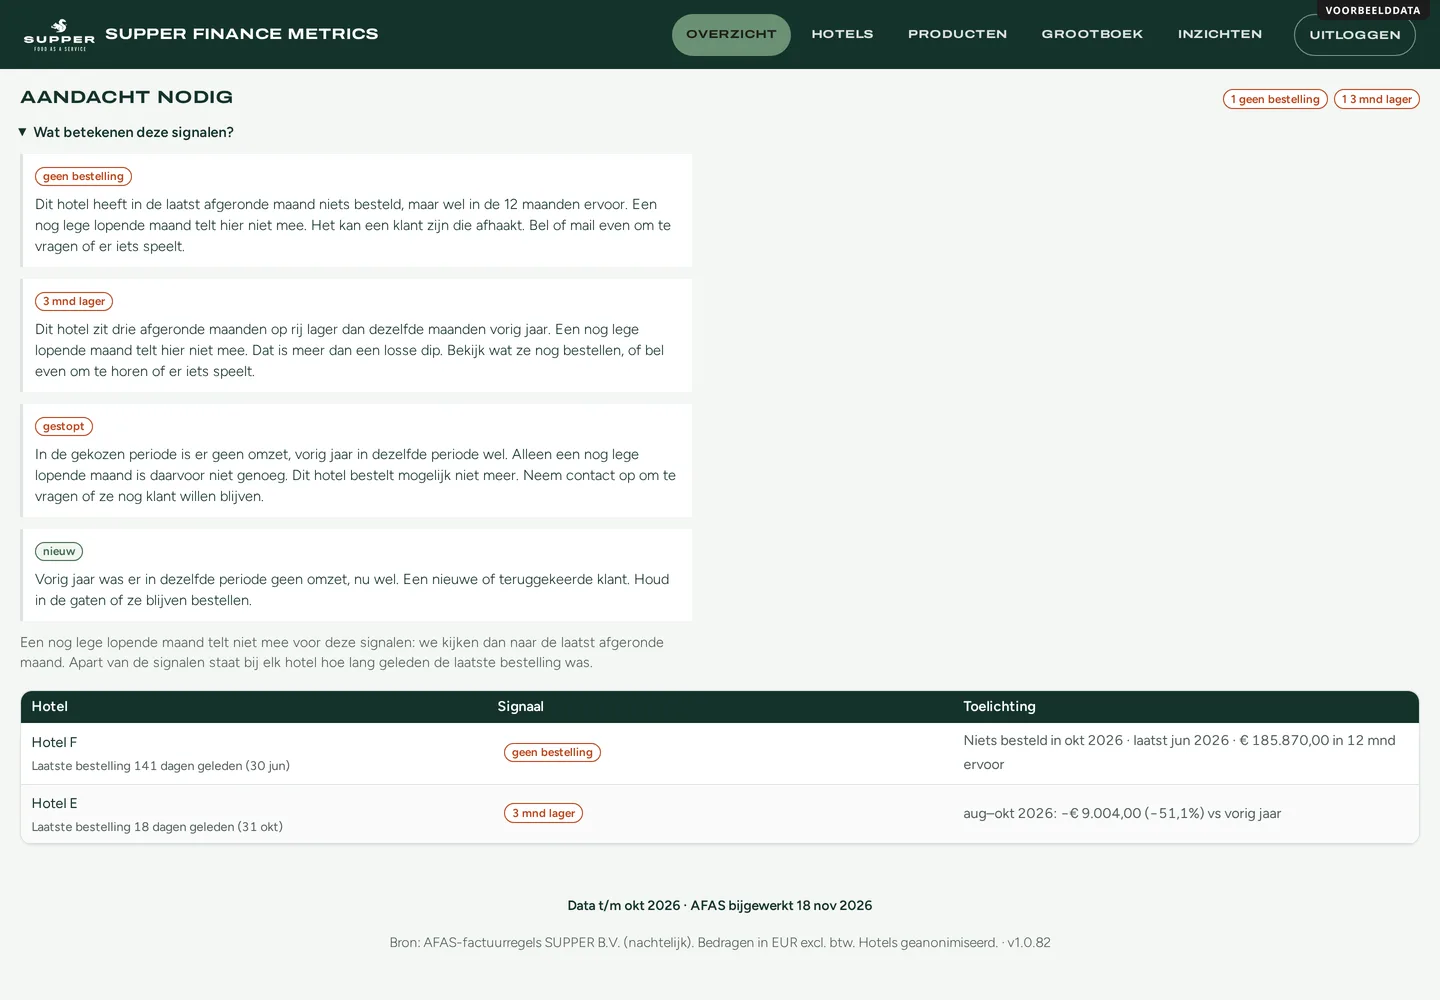 VOORBEELDDATA
SUPPER
FOOD AS A SERVICE
SUPPER FINANCE METRICS
OVERZICHT
HOTELS
PRODUCTEN
GROOTBOEK
INZICHTEN
UITLOGGEN
AANDACHT NODIG
1 geen bestelling
1 3 mnd lager
▼ Wat betekenen deze signalen?
geen bestelling
Dit hotel heeft in de laatst afgeronde maand niets besteld, maar wel in de 12 maanden ervoor. Een
nog lege lopende maand telt hier niet mee. Het kan een klant zijn die afhaakt. Bel of mail even om te
vragen of er iets speelt.
3 mnd lager
Dit hotel zit drie afgeronde maanden op rij lager dan dezelfde maanden vorig jaar. Een nog lege
lopende maand telt hier niet mee. Dat is meer dan een losse dip. Bekijk wat ze nog bestellen, of bel
even om te horen of er iets speelt.
gestopt
In de gekozen periode is er geen omzet, vorig jaar in dezelfde periode wel. Alleen een nog lege
lopende maand is daarvoor niet genoeg. Dit hotel bestelt mogelijk niet meer. Neem contact op om te
vragen of ze nog klant willen blijven.
nieuw
Vorig jaar was er in dezelfde periode geen omzet, nu wel. Een nieuwe of teruggekeerde klant. Houd
in de gaten of ze blijven bestellen.
Een nog lege lopende maand telt niet mee voor deze signalen: we kijken dan naar de laatst afgeronde
maand. Apart van de signalen staat bij elk hotel hoe lang geleden de laatste bestelling was.
Hotel
Signaal
Toelichting
Hotel F
Laatste bestelling 141 dagen geleden (30 jun)
geen bestelling
Niets besteld in okt 2026 · laatst jun 2026 · € 185.870,00 in 12 mnd
ervoor
Hotel E
Laatste bestelling 18 dagen geleden (31 okt)
3 mnd lager
aug–okt 2026: −€ 9.004,00 (−51,1%) vs vorig jaar
Data t/m okt 2026 · AFAS bijgewerkt 18 nov 2026
Bron: AFAS-factuurregels SUPPER B.V. (nachtelijk). Bedragen in EUR excl. btw. Hotels geanonimiseerd. · v1.0.82